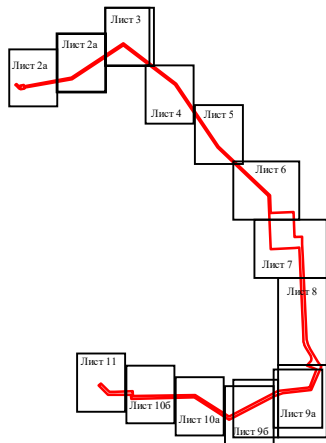 Лист 3
Лист 2а
Лист 2а
Лист 4
Лист 5
Лист 6
Лист 7
Лист 8
Лист 11
Лист 10б
Лист 10а
Лист 9б
Лист 9а